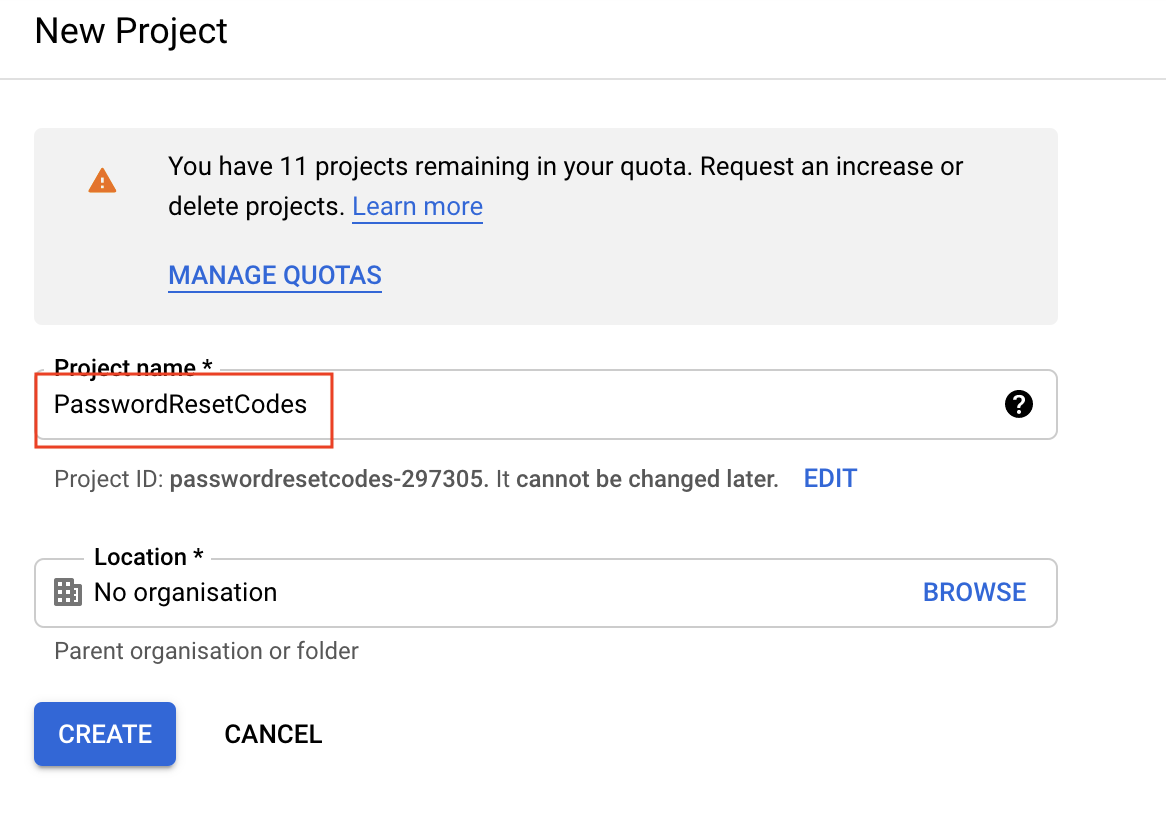 New Project
You have 11 projects remaining in your quota. Request an increase or
delete projects. Learn more
MANAGE QUOTAS
Project name *
PasswordResetCodes
Project ID: passwordresetcodes-297305. It cannot be changed later. EDIT
Location *
No organisation BROWSE
Parent organisation or folder
CREATE CANCEL